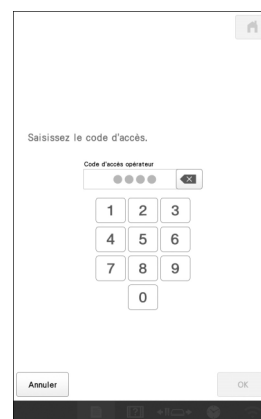 Saisissez le code d'accès.
Code d'accès opérateur
1 2 3
4 5 6
7 8 9
0
Annuler
OK